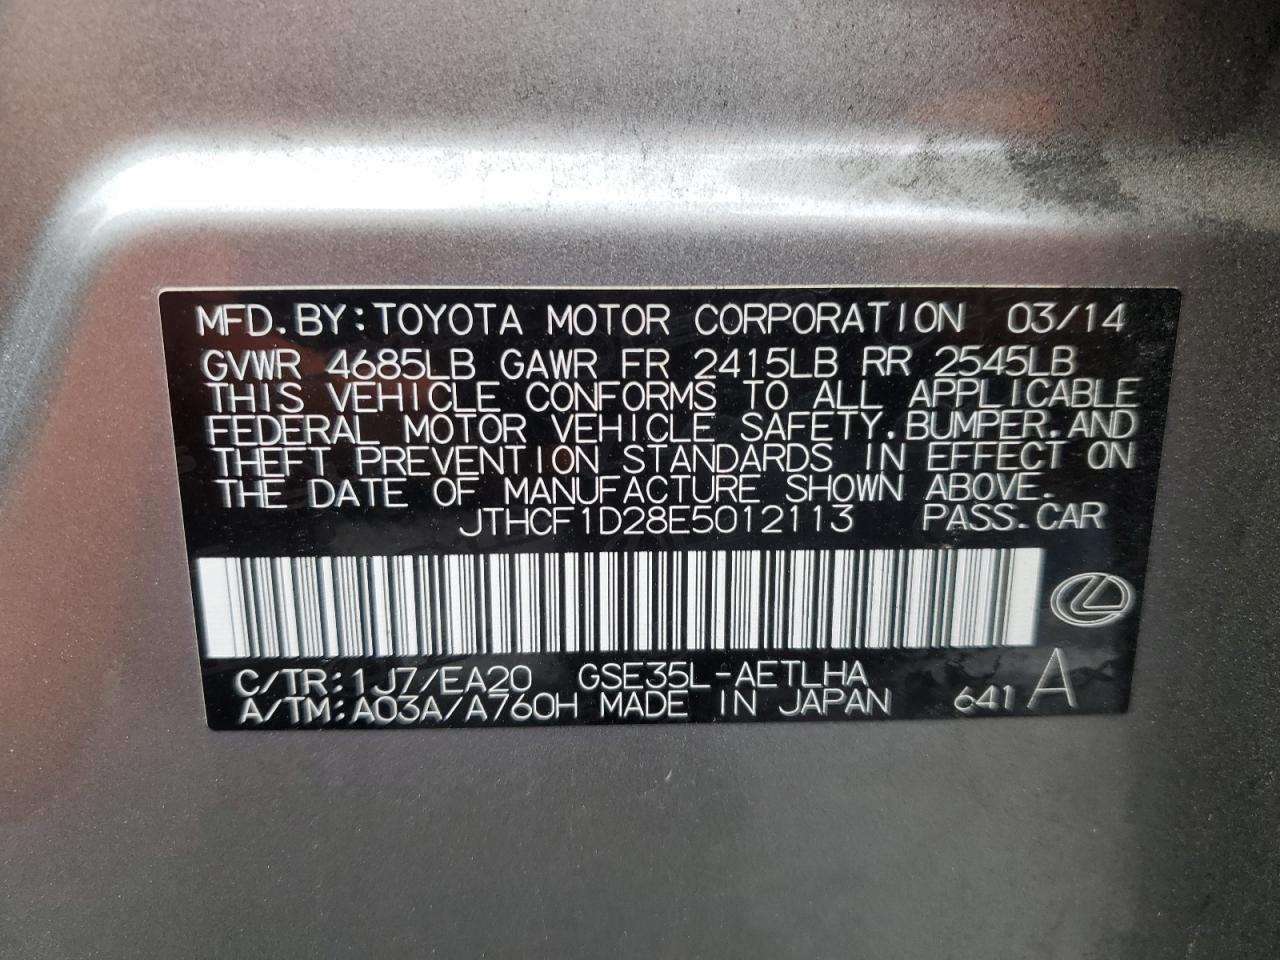 MFD.BY:TOYOTA MOTOR CORPORATION 03/14
GVWR 4685LB GAWR FR 2415LB RR 2545LB
THIS VEHICLE CONFORMS TO ALL APPLICABLE
FEDERAL MOTOR VEHICLE SAFETY,BUMPER,AND
THEFT PREVENTION STANDARDS IN EFFECT ON
THE DATE OF MANUFACTURE SHOWN ABOVE.
JTHCF1D28E5012113 PASS.CAR
C/TR:1J7/EA20 GSE35L-AETLHA
A/TM:A03A/A760H MADE IN JAPAN 641 A